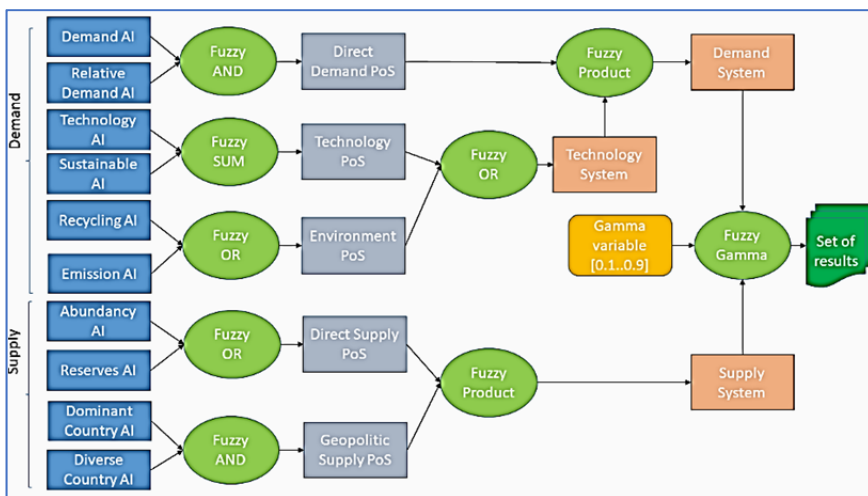 Demand
Supply
Demand AI
Relative
Demand AI
Technology
AI
Sustainable
AI
Recycling AI
Emission AI
Abundancy
AI
Reserves AI
Dominant
Country AI
Diverse
Country AI
Fuzzy
AND
Fuzzy
SUM
Fuzzy
OR
Fuzzy
OR
Fuzzy
AND
Direct
Demand PoS
Technology
PoS
Environment
PoS
Direct Supply
PoS
Geopolitic
Supply PoS
Fuzzy
OR
Fuzzy
Product
Technology
System
Fuzzy
Product
Demand
System
Gamma
variable
[0.1..0.9]
Fuzzy
Gamma
Set of
results
Supply
System